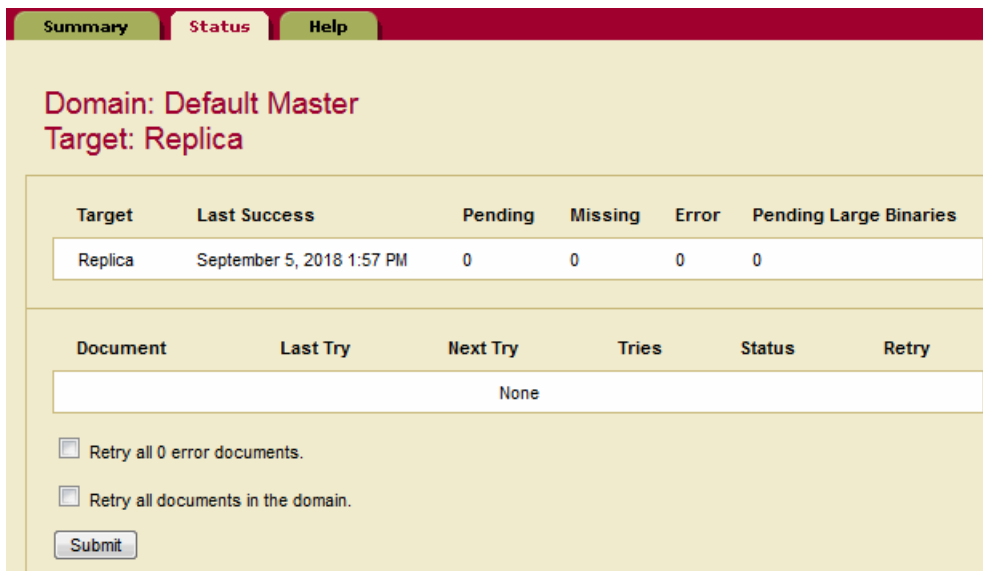 Summary Status Help
Domain: Default Master
Target: Replica
Target Last Success Pending Missing Error Pending Large Binaries
Replica September 5, 2018 1:57 PM 0 0 0 0
Document Last Try Next Try Tries Status Retry
None
Retry all 0 error documents.
Retry all documents in the domain.
Submit